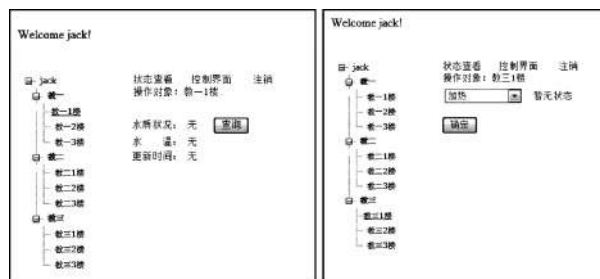 Welcome jack!
jack
教一
教一1楼
教一2楼
教一3楼
教二
教二1楼
教二2楼
教二3楼
教三
教三1楼
教三2楼
教三3楼
状态查看 控制界面 注销
操作对象：教一1楼
水质状况： 无 查询
水 温： 无
更新时间： 无
Welcome jack!
jack
教一
教一1楼
教一2楼
教一3楼
教二
教二1楼
教二2楼
教二3楼
教三
教三1楼
教三2楼
教三3楼
状态查看 控制界面 注销
操作对象：教三1楼
加热 暂无状态
确定